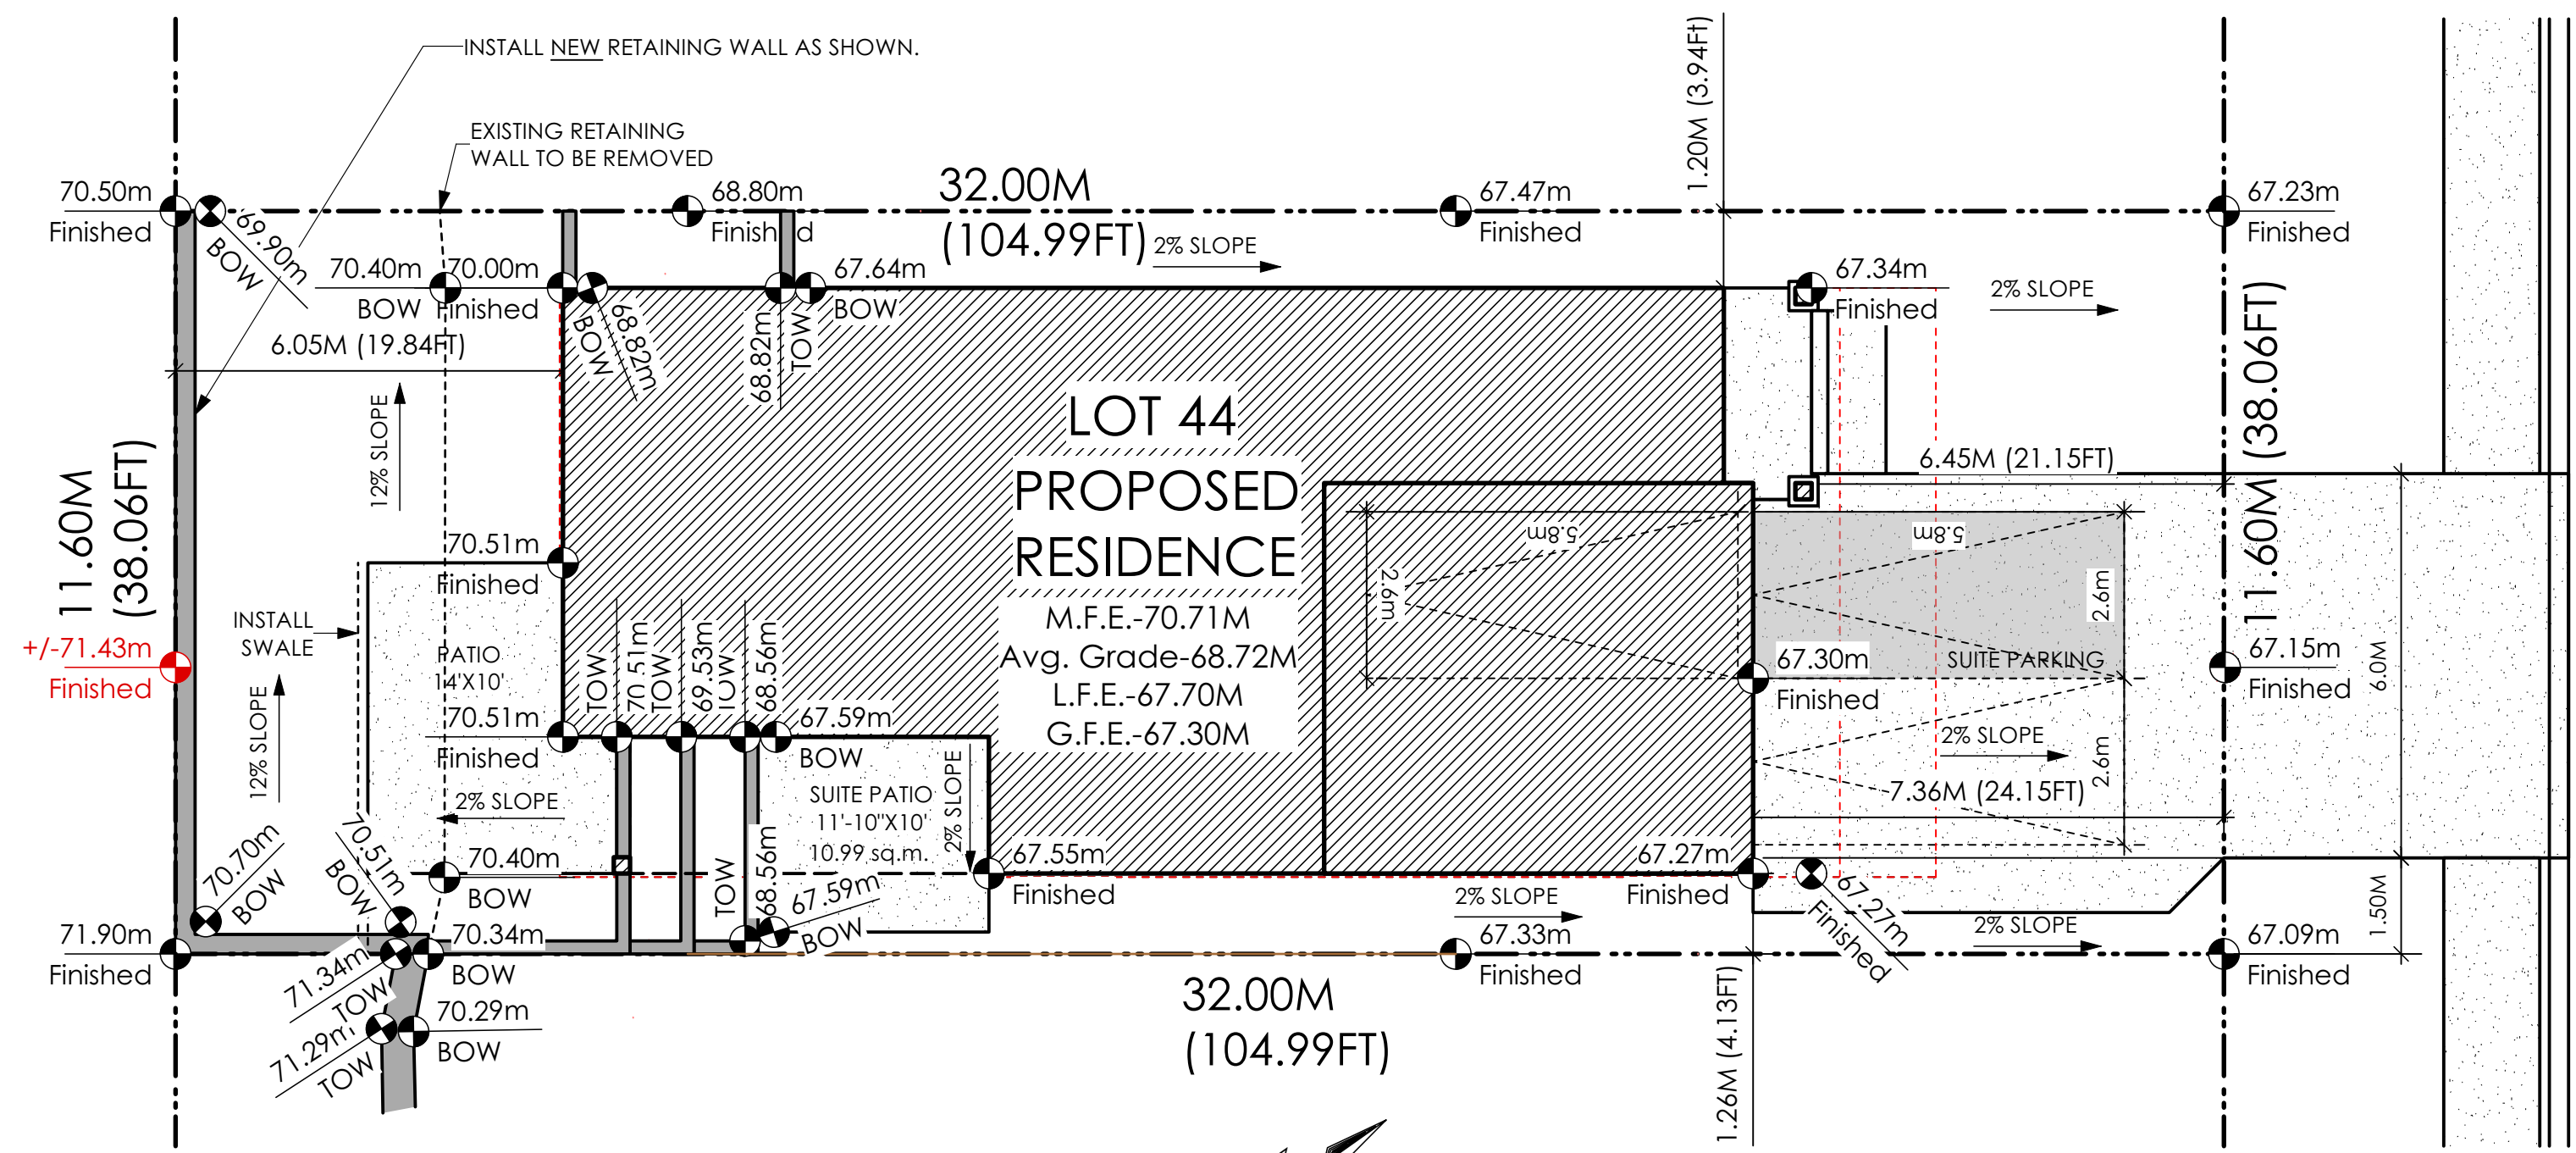 INSTALL NEW RETAINING WALL AS SHOWN.
EXISTING RETAINING
WALL TO BE REMOVED
1.20M (3.94Ft)
70.50m
Finished
69.90m
BOW
68.80m
Finish d
32.00M
(104.99FT)
2% SLOPE
67.47m
Finished
67.23m
Finished
70.40m
BOW
70.00m
Finished
68.82m
BOW
68.82m
TOW
67.64m
BOW
67.34m
Finished
2% SLOPE
6.05M (19.84FT)
12% SLOPE
11.60M
(38.06FT)
LOT 44
PROPOSED
RESIDENCE
M.F.E.-70.71M
Avg. Grade-68.72M
L.F.E.-67.70M
G.F.E.-67.30M
6.45M (21.15FT)
11.60M (38.06FT)
5.8m
2.6m
5.8m
2.6m
SUITE PARKING
70.51m
Finished
INSTALL
SWALE
+/-71.43m
Finished
PATIO
14'X10'
12% SLOPE
70.51m
Finished
TOW
70.51m
TOW
69.53m
TOW
68.56m
67.59m
BOW
67.30m
Finished
67.15m
Finished
6.0M
2% SLOPE
2.6m
7.36M (24.15FT)
2% SLOPE
SUITE PATIO
11'-10"X10'
10.99 sq.m.
2% SLOPE
70.70m
BOW
70.51m
BOW
70.40m
BOW
TOW
68.56m
67.59m
BOW
67.55m
Finished
67.27m
Finished
67.27m
Finished
2% SLOPE
2% SLOPE
1.50M
71.90m
Finished
71.34m
TOW
70.34m
BOW
67.33m
Finished
67.09m
Finished
71.29m
TOW
70.29m
BOW
32.00M
(104.99FT)
1.26M (4.13FT)